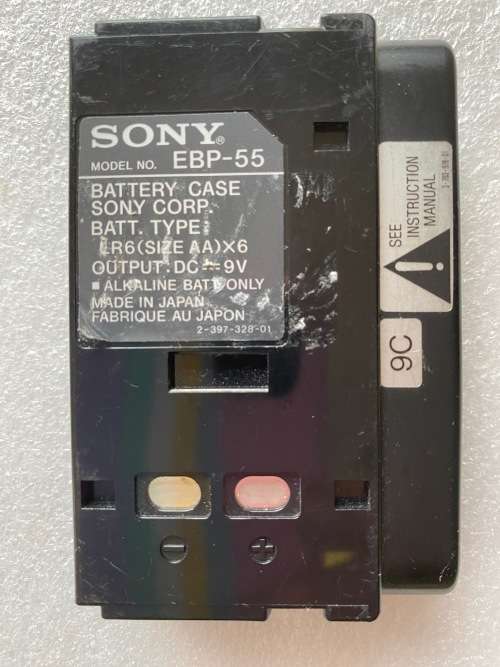 SONY®
MODEL NO. EBP-55
BATTERY CASE
SONY CORP.
BATT. TYPE:
LR6(SIZE AA)×6
OUTPUT:DC⎓9V
■ ALKALINE BATT ONLY
MADE IN JAPAN
FABRIQUE AU JAPON
2-397-328-01
SEE
INSTRUCTION
MANUAL
9C
− +